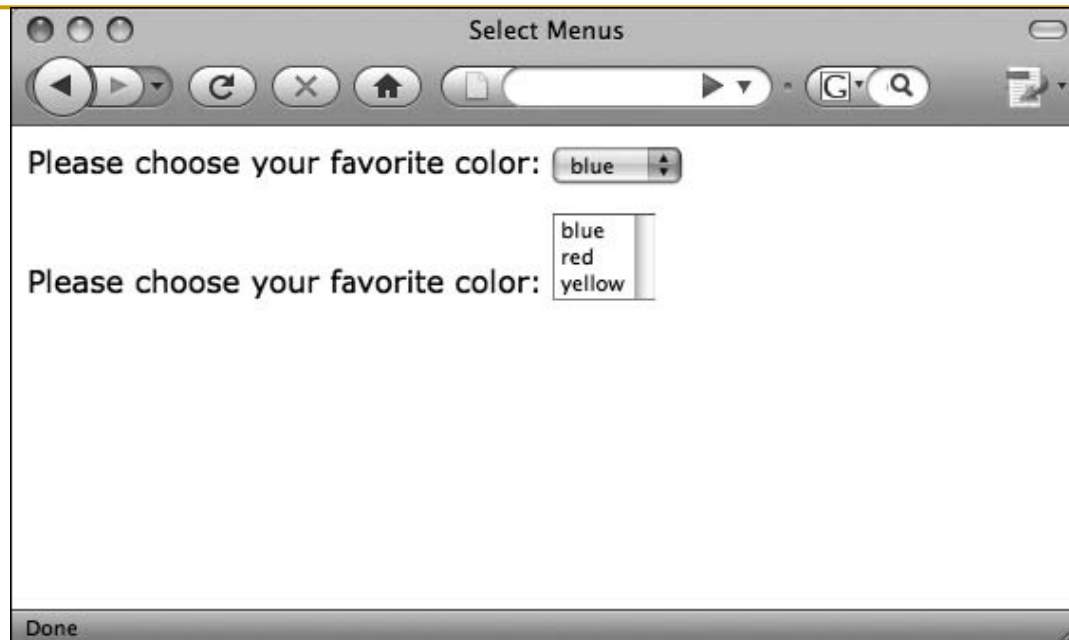 Select Menus
G
Please choose your favorite color: blue
blue
red
Please choose your favorite color: yellow
Done